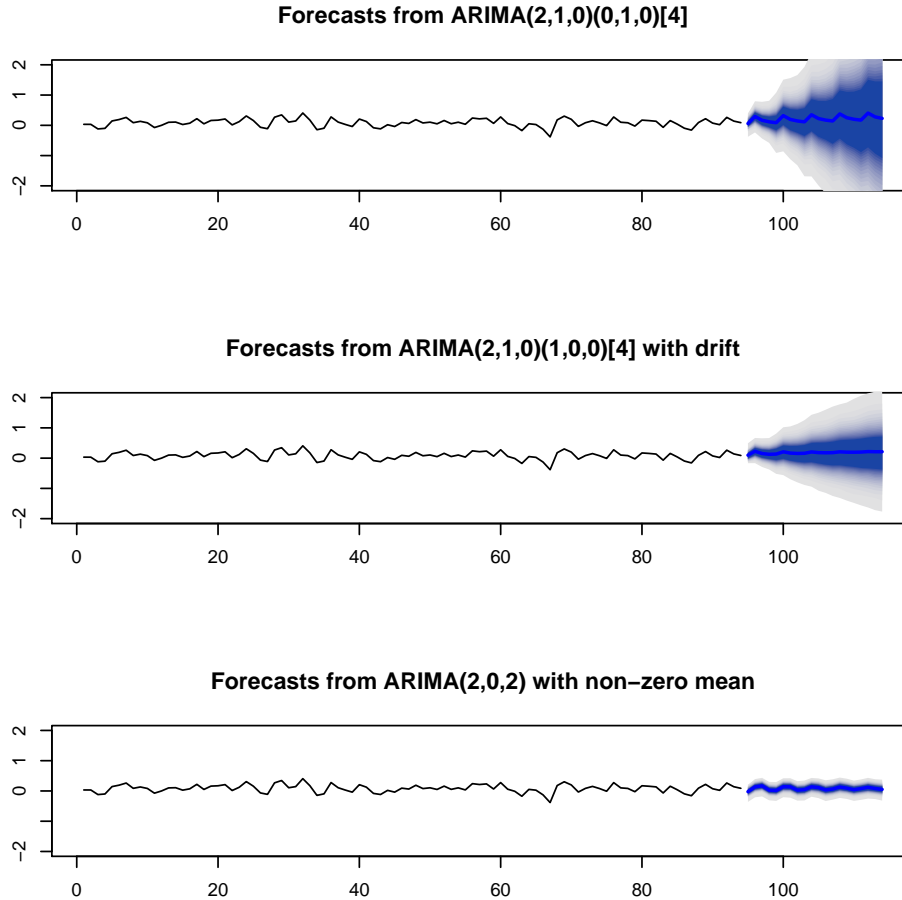 Forecasts from ARIMA(2,1,0)(0,1,0)[4]
2
1
0
−2
0 20 40 60 80 100
Forecasts from ARIMA(2,1,0)(1,0,0)[4] with drift
2
1
0
−2
0 20 40 60 80 100
Forecasts from ARIMA(2,0,2) with non−zero mean
2
1
0
−2
0 20 40 60 80 100